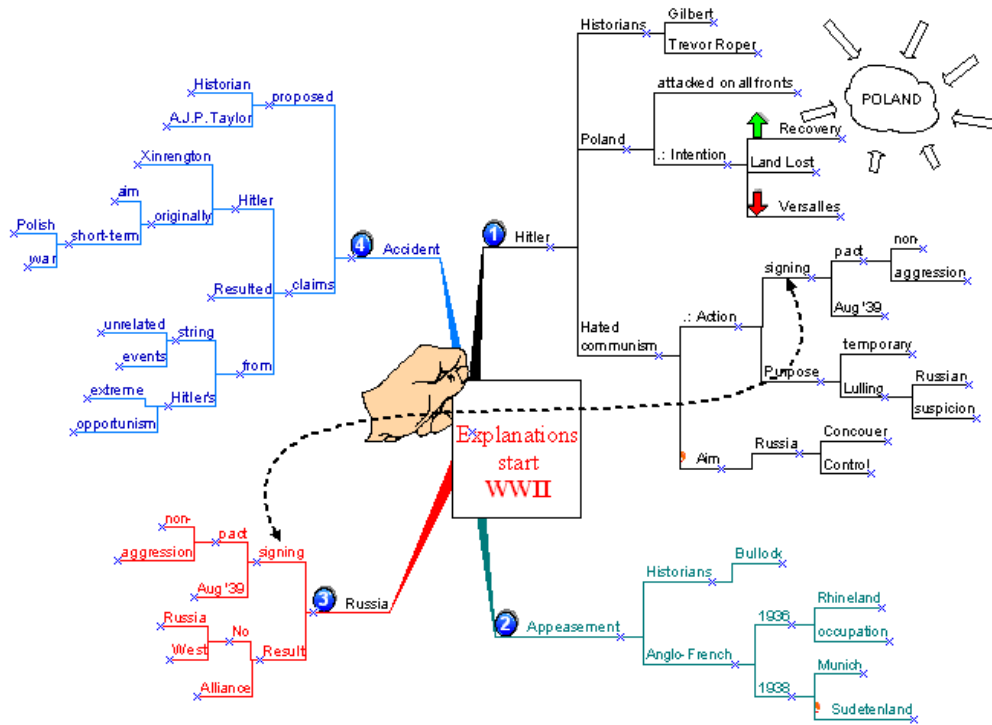 Explanations
start
WWII
1
Hitler
Historians
Gilbert
Trevor Roper
Poland
attacked on all fronts
.: Intention
Recovery
Land Lost
Versalles
POLAND
Hated
communism
.: Action
signing
pact
non-
aggression
Aug '39
Purpose
temporary
Lulling
Russian
suspicion
Aim
Russia
Concouer
Control
2
Appeasement
Historians
Bullock
Anglo-French
1936
Rhineland
occupation
1938
Munich
Sudetenland
3
Russia
signing
pact
non-
aggression
Aug '39
Result
No
Russia
West
Alliance
4
Accident
proposed
Historian
A.J.P. Taylor
claims
Hitler
Xinrengton
originally
aim
short-term
Polish
war
Resulted
from
string
unrelated
events
Hitler's
extreme
opportunism